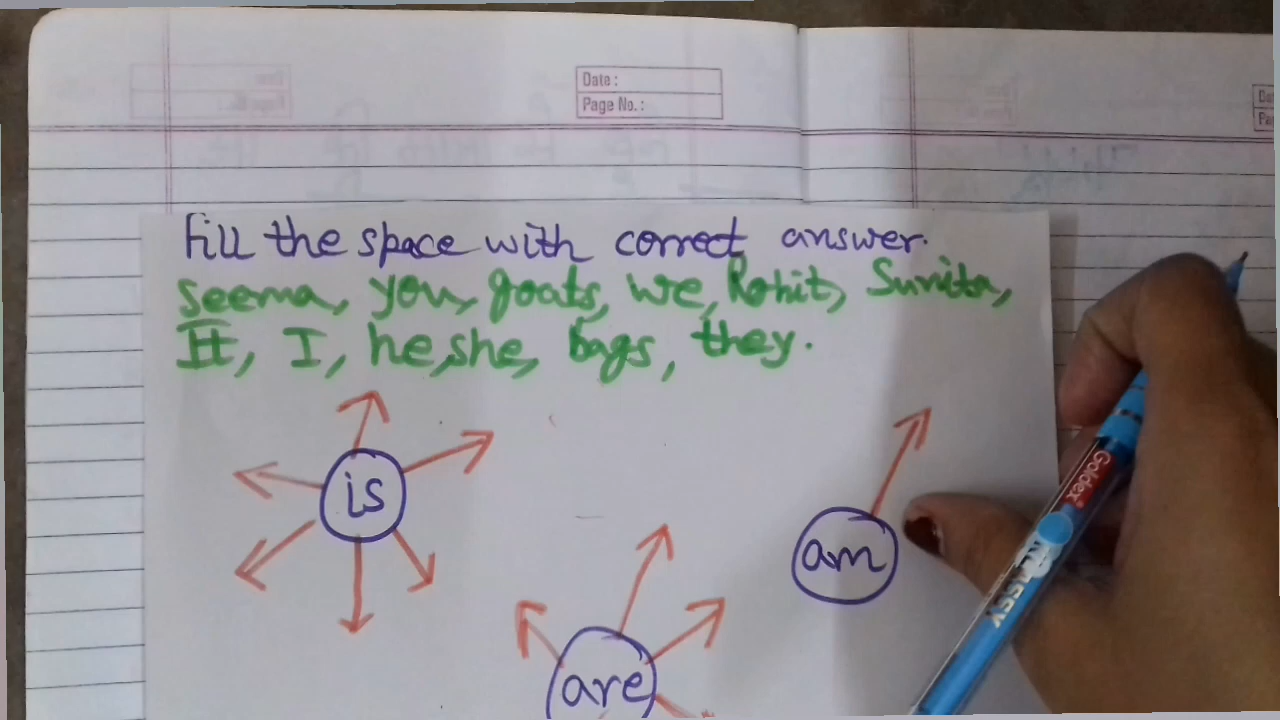 Date :
Page No. :
Fill the space with correct answer.
Seema, you, goats, we, Rohit, Sunita,
It, I, he, she, bags, they.
is
am
are
Goldex
KLASSY